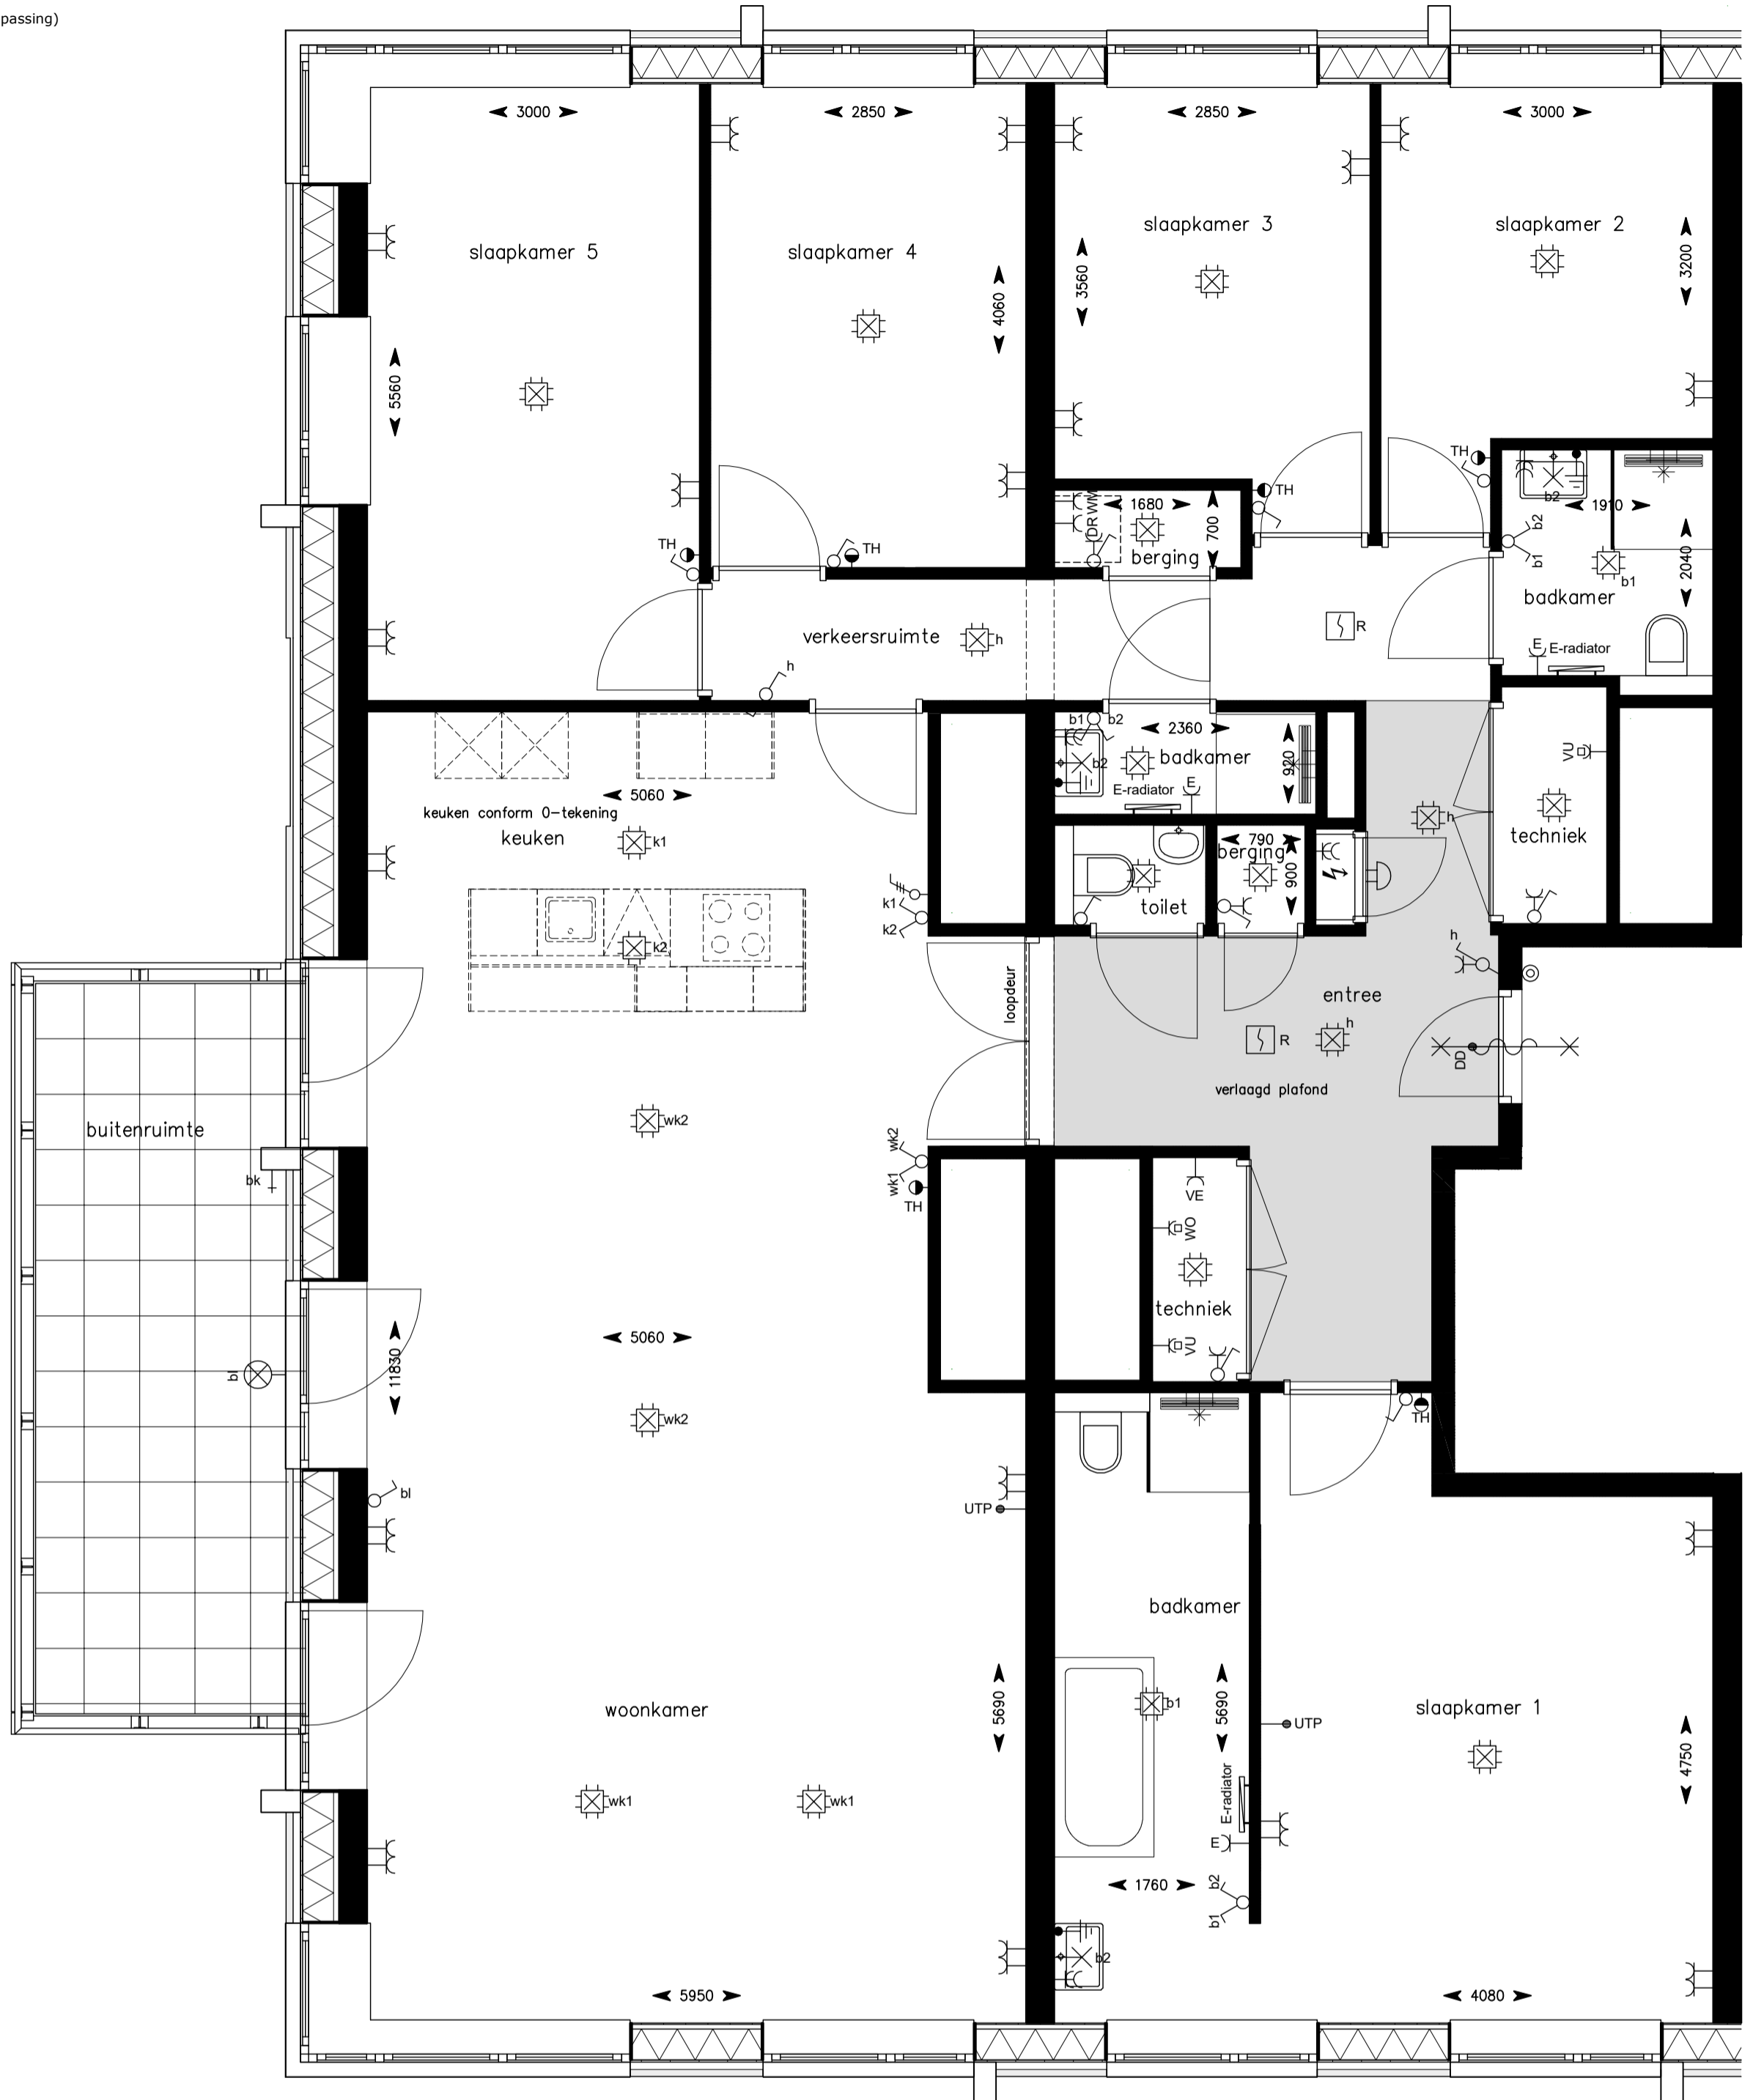 passing)
3000
2850
2850
3000
slaapkamer 5
slaapkamer 4
slaapkamer 3
slaapkamer 2
5560
4060
3560
3200
TH
TH
TH
TH
DRWM
1680
700
berging
b2
1910
b2
b1
2040
b1
badkamer
E
E-radiator
verkeersruimte
h
h
R
b1
b2
2360
badkamer
b2
920
E-radiator
E
VU
techniek
h
5060
keuken conform 0-tekening
keuken
k1
k1
k2
k2
790
berging
900
toilet
loopdeur
h
entree
h
R
DD
verlaagd plafond
buitenruimte
bk
wk2
wk2
wk1
TH
VE
WO
techniek
VU
bl
11830
5060
wk2
TH
bl
UTP
badkamer
woonkamer
5690
b1
5690
UTP
slaapkamer 1
4750
wk1
wk1
E-radiator
E
1760
b2
b1
b2
5950
4080